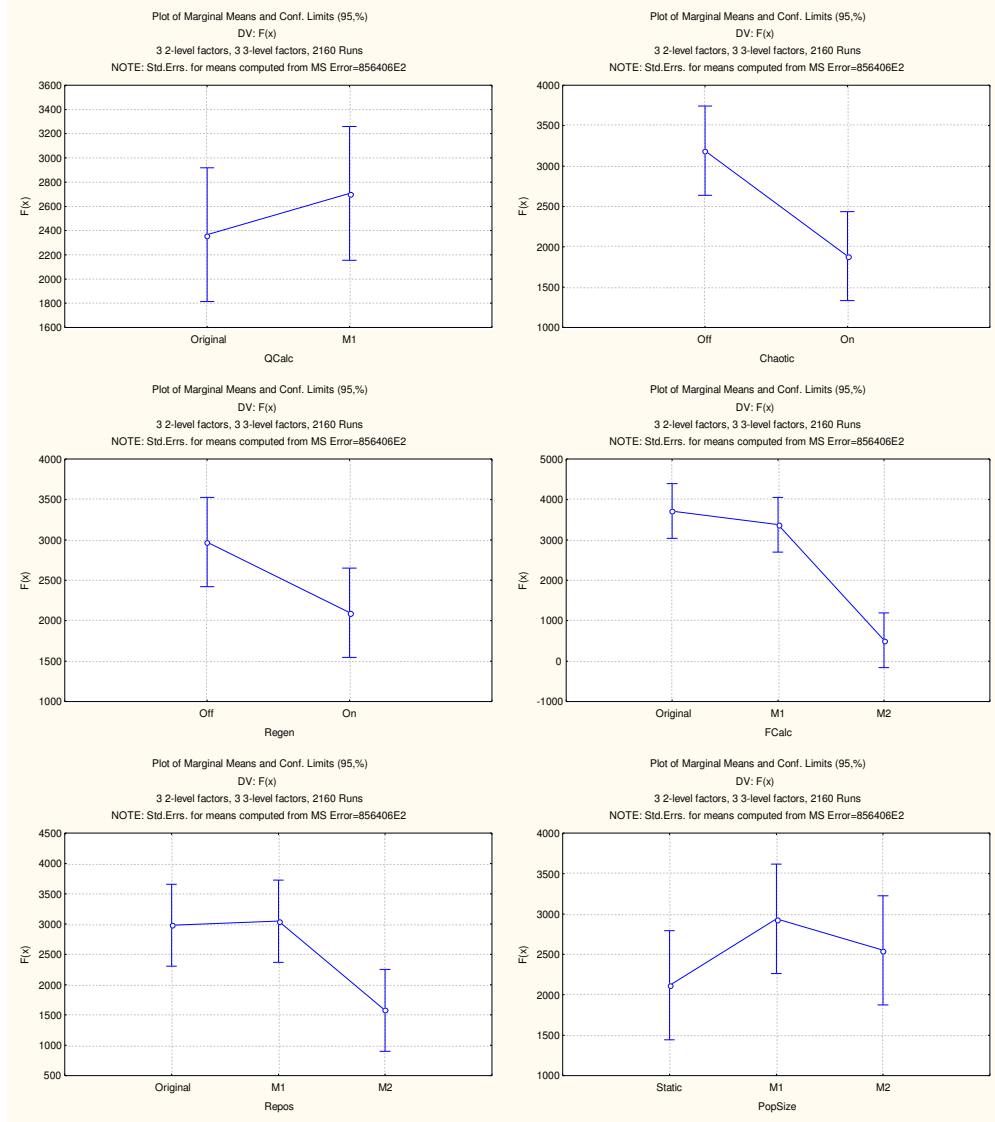 Plot of Marginal Means and Conf. Limits (95,%)
DV: F(x)
3 2-level factors, 3 3-level factors, 2160 Runs
NOTE: Std.Errs. for means computed from MS Error=856406E2
3600
3400
3200
3000
2800
2600
2400
2200
2000
1800
1600
F(x)
Original M1
QCalc
Plot of Marginal Means and Conf. Limits (95,%)
DV: F(x)
3 2-level factors, 3 3-level factors, 2160 Runs
NOTE: Std.Errs. for means computed from MS Error=856406E2
4000
3500
3000
2500
2000
1500
1000
F(x)
Off On
Chaotic
Plot of Marginal Means and Conf. Limits (95,%)
DV: F(x)
3 2-level factors, 3 3-level factors, 2160 Runs
NOTE: Std.Errs. for means computed from MS Error=856406E2
4000
3500
3000
2500
2000
1500
1000
F(x)
Off On
Regen
Plot of Marginal Means and Conf. Limits (95,%)
DV: F(x)
3 2-level factors, 3 3-level factors, 2160 Runs
NOTE: Std.Errs. for means computed from MS Error=856406E2
5000
4000
3000
2000
1000
0
-1000
F(x)
Original M1 M2
FCalc
Plot of Marginal Means and Conf. Limits (95,%)
DV: F(x)
3 2-level factors, 3 3-level factors, 2160 Runs
NOTE: Std.Errs. for means computed from MS Error=856406E2
4500
4000
3500
3000
2500
2000
1500
1000
500
F(x)
Original M1 M2
Repos
Plot of Marginal Means and Conf. Limits (95,%)
DV: F(x)
3 2-level factors, 3 3-level factors, 2160 Runs
NOTE: Std.Errs. for means computed from MS Error=856406E2
4000
3500
3000
2500
2000
1500
1000
F(x)
Static M1 M2
PopSize